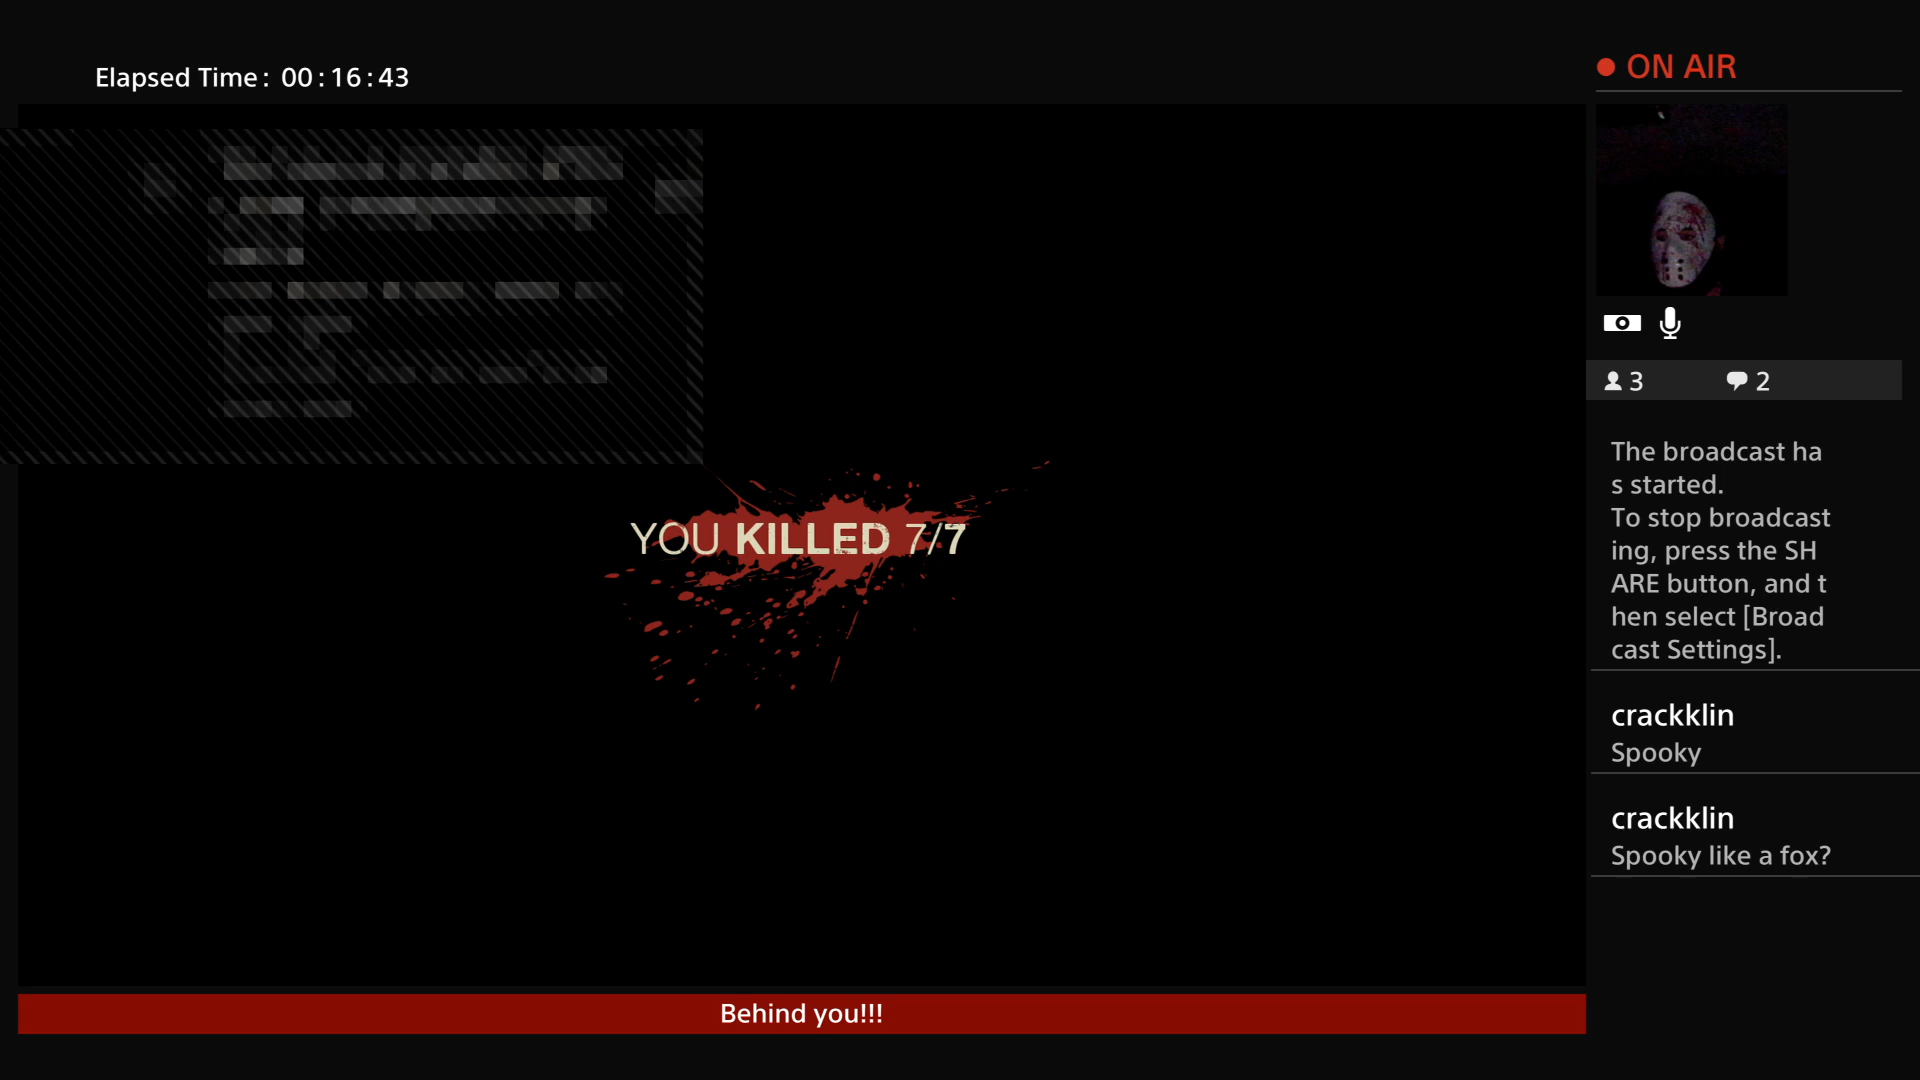 Elapsed Time: 00:16:43
ON AIR
3
2
The broadcast ha
s started.
To stop broadcast
ing, press the SH
ARE button, and t
hen select [Broad
cast Settings].
crackklin
Spooky
crackklin
Spooky like a fox?
YOU KILLED 7/7
Behind you!!!